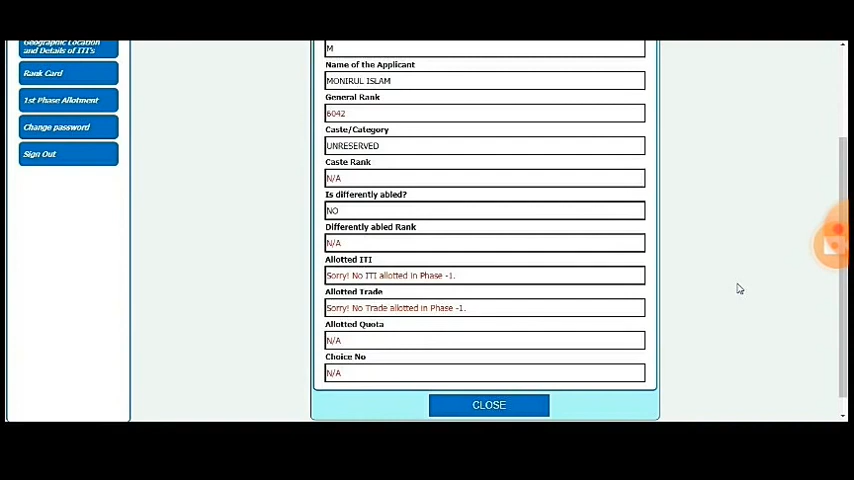 Geographic Location
and Details of ITI's
Rank Card
1st Phase Allotment
Change password
Sign Out
M
Name of the Applicant
MONIRUL ISLAM
General Rank
6042
Caste/Category
UNRESERVED
Caste Rank
N/A
Is differently abled?
NO
Differently abled Rank
N/A
Allotted ITI
Sorry! No ITI allotted in Phase -1.
Allotted Trade
Sorry! No Trade allotted in Phase -1.
Allotted Quota
N/A
Choice No
N/A
CLOSE